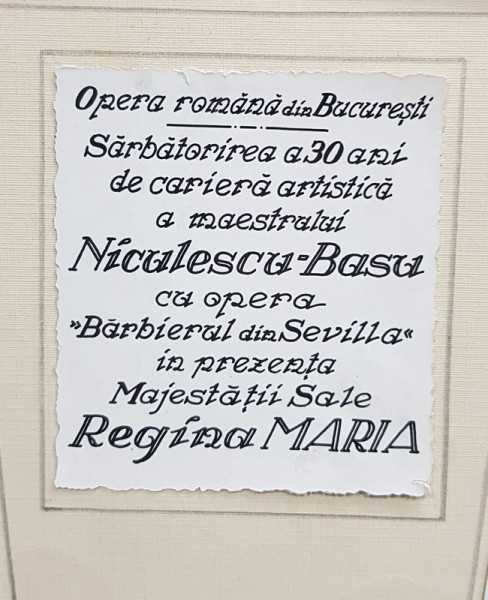 Opera română din București
Sărbătorirea a 30 ani
de carieră artistică
a maestrului
Niculescu-Basu
cu opera
»Bărbierul din Sevilla«
in prezența
Majestății Sale
Regina MARIA